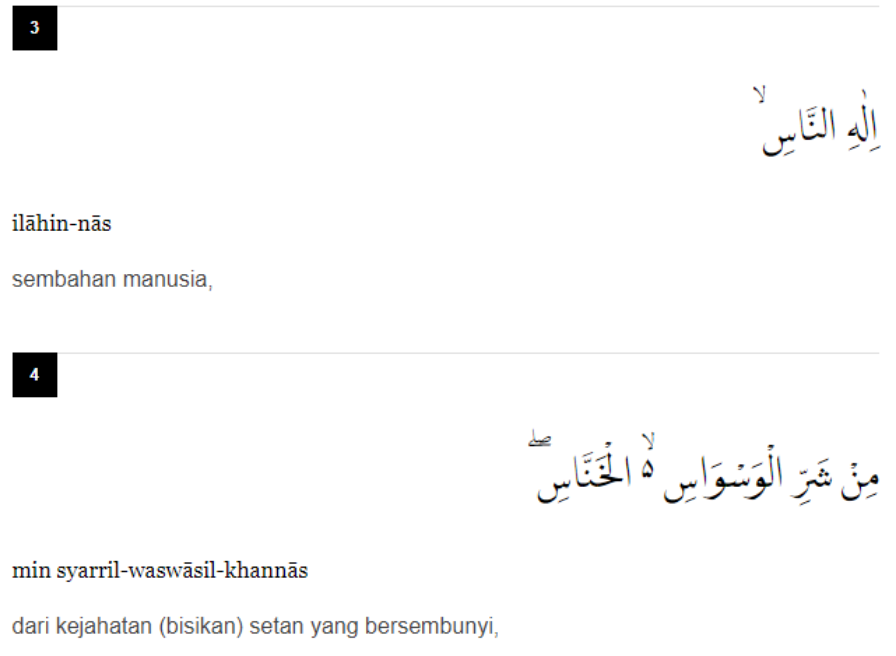 3
اِلٰهِ النَّاسِۙ
ilāhin-nās
sembahan manusia,
4
مِنْ شَرِّ الْوَسْوَاسِ ەۙ الْخَنَّاسِۖ
min syarril-waswāsil-khannās
dari kejahatan (bisikan) setan yang bersembunyi,